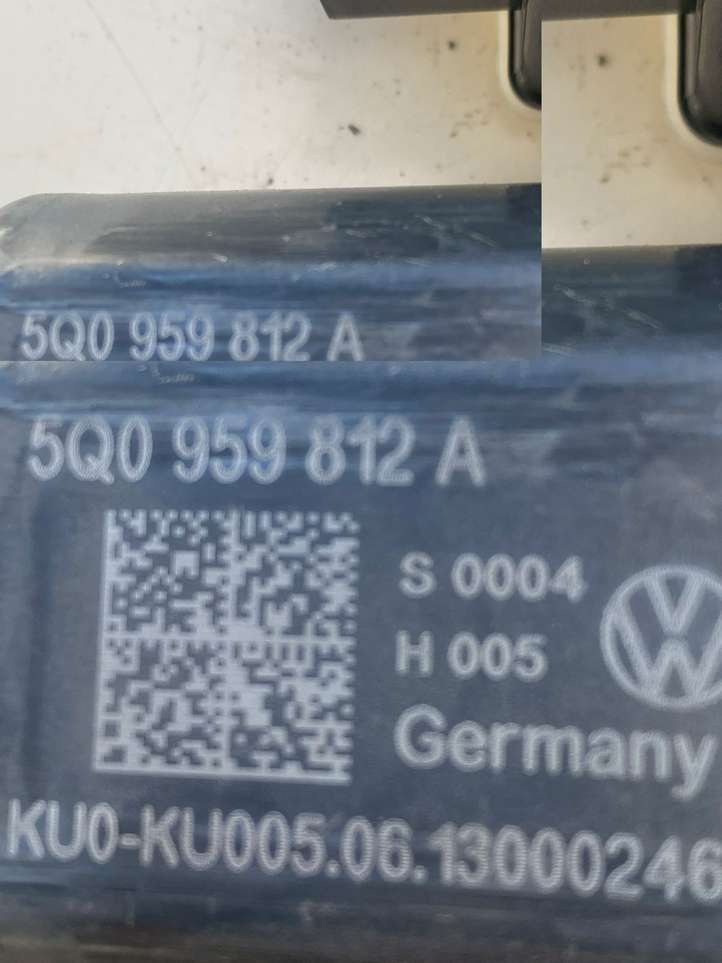 5Q0 959 812 A
5Q0 959 812 A
S 0004
H 005
Germany
KU0-KU005.06.13000246